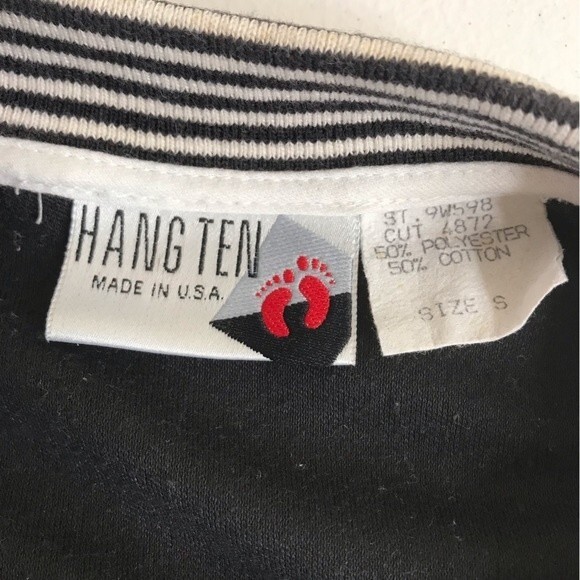 HANG TEN
MADE IN U.S.A.
ST. 9W598
CUT 4872
50% POLYESTER
50% COTTON
SIZE S